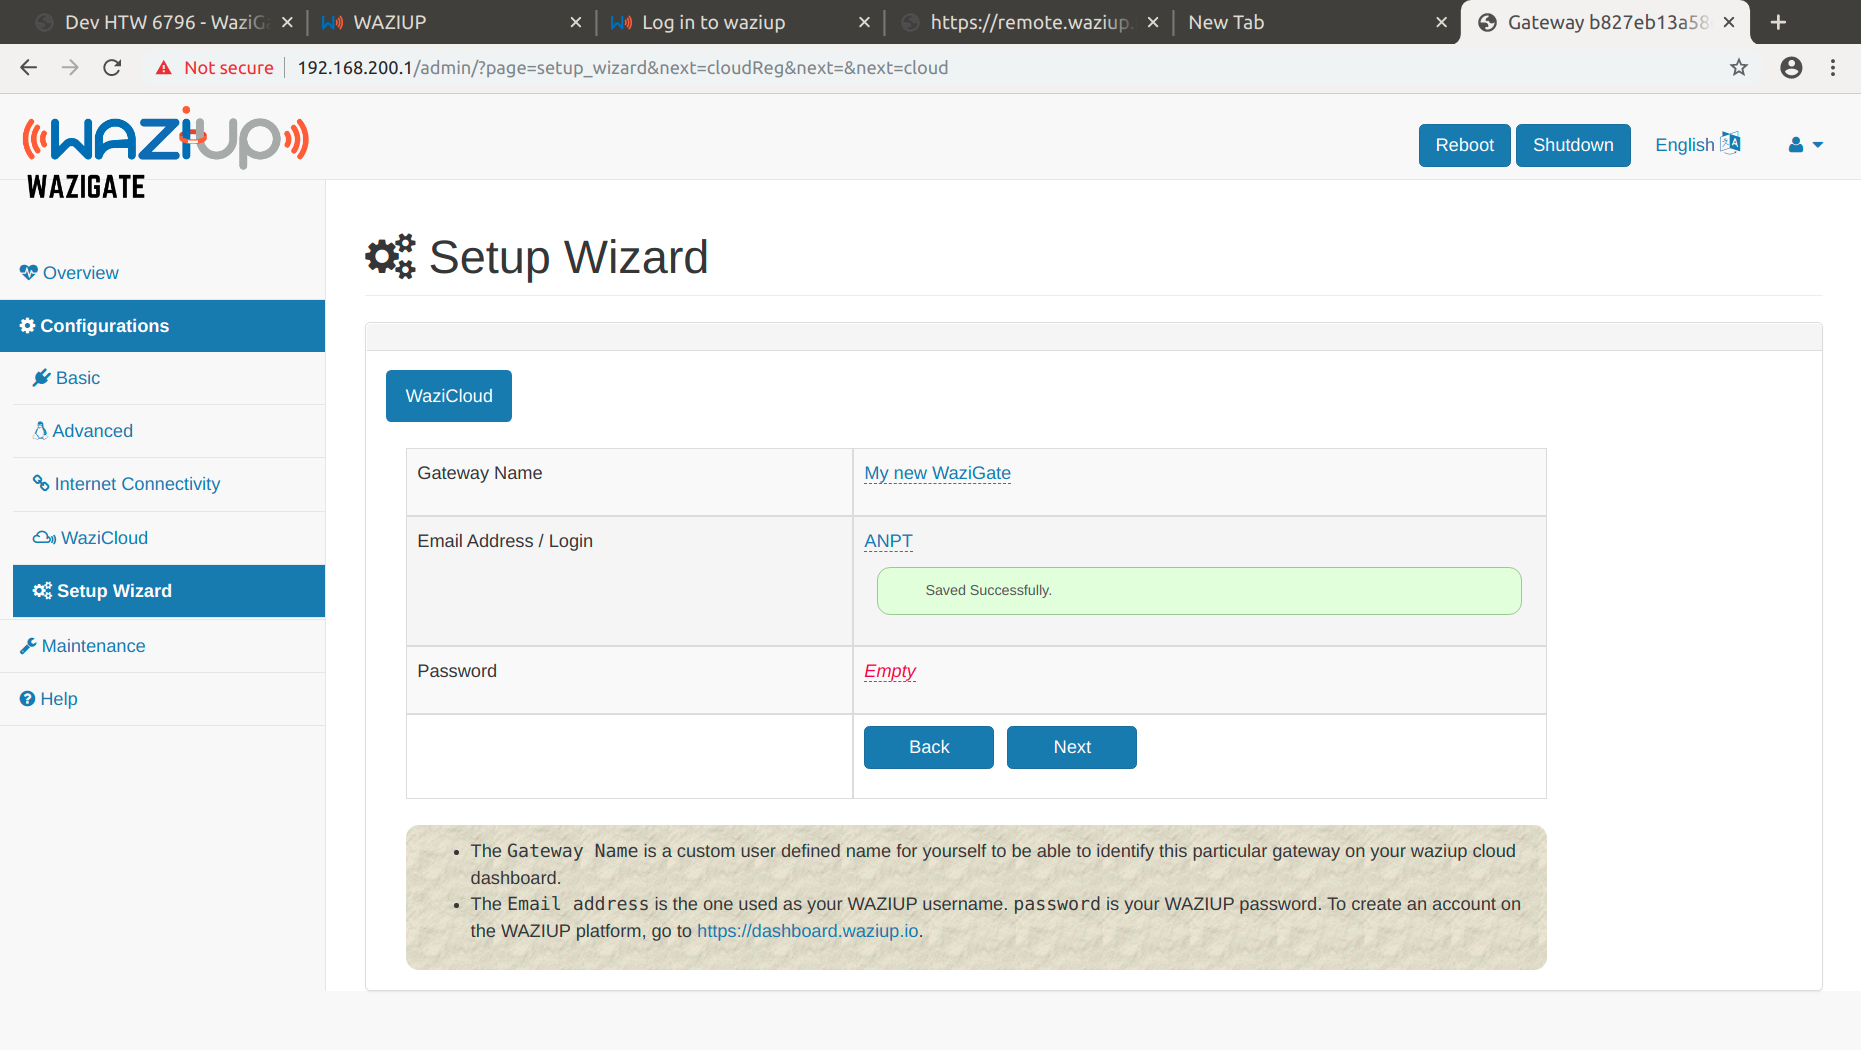 Dev HTW 6796 - WaziGa
WAZIUP
Log in to waziup
https://remote.waziup.
New Tab
Gateway b827eb13a58
Not secure
192.168.200.1/admin/?page=setup_wizard&next=cloudReg&next=&next=cloud
WAZIUP
WAZIGATE
Reboot
Shutdown
English
Overview
Configurations
Basic
Advanced
Internet Connectivity
WaziCloud
Setup Wizard
Maintenance
Help
Setup Wizard
WaziCloud
Gateway Name
My new WaziGate
Email Address / Login
ANPT
Saved Successfully.
Password
Empty
Back
Next
• The Gateway Name is a custom user defined name for yourself to be able to identify this particular gateway on your waziup cloud
dashboard.
• The Email address is the one used as your WAZIUP username. password is your WAZIUP password. To create an account on
the WAZIUP platform, go to https://dashboard.waziup.io.